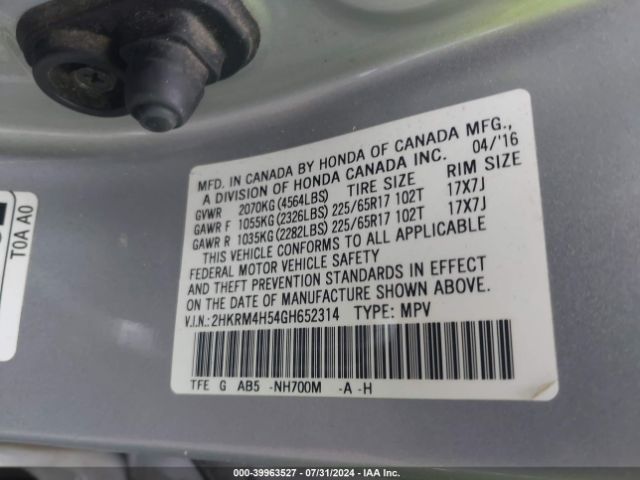 MFD. IN CANADA BY HONDA OF CANADA MFG.,
A DIVISION OF HONDA CANADA INC. 04/'16
GVWR 2070KG (4564LBS) TIRE SIZE RIM SIZE
GAWR F 1055KG (2326LBS) 225/65R17 102T 17X7J
GAWR R 1035KG (2282LBS) 225/65R17 102T 17X7J
THIS VEHICLE CONFORMS TO ALL APPLICABLE
FEDERAL MOTOR VEHICLE SAFETY
AND THEFT PREVENTION STANDARDS IN EFFECT
ON THE DATE OF MANUFACTURE SHOWN ABOVE.
V.I.N.: 2HKRM4H54GH652314 TYPE: MPV
TFE G AB5 -NH700M -A -H
T0A A0
000-39963527 - 07/31/2024 - IAA Inc.